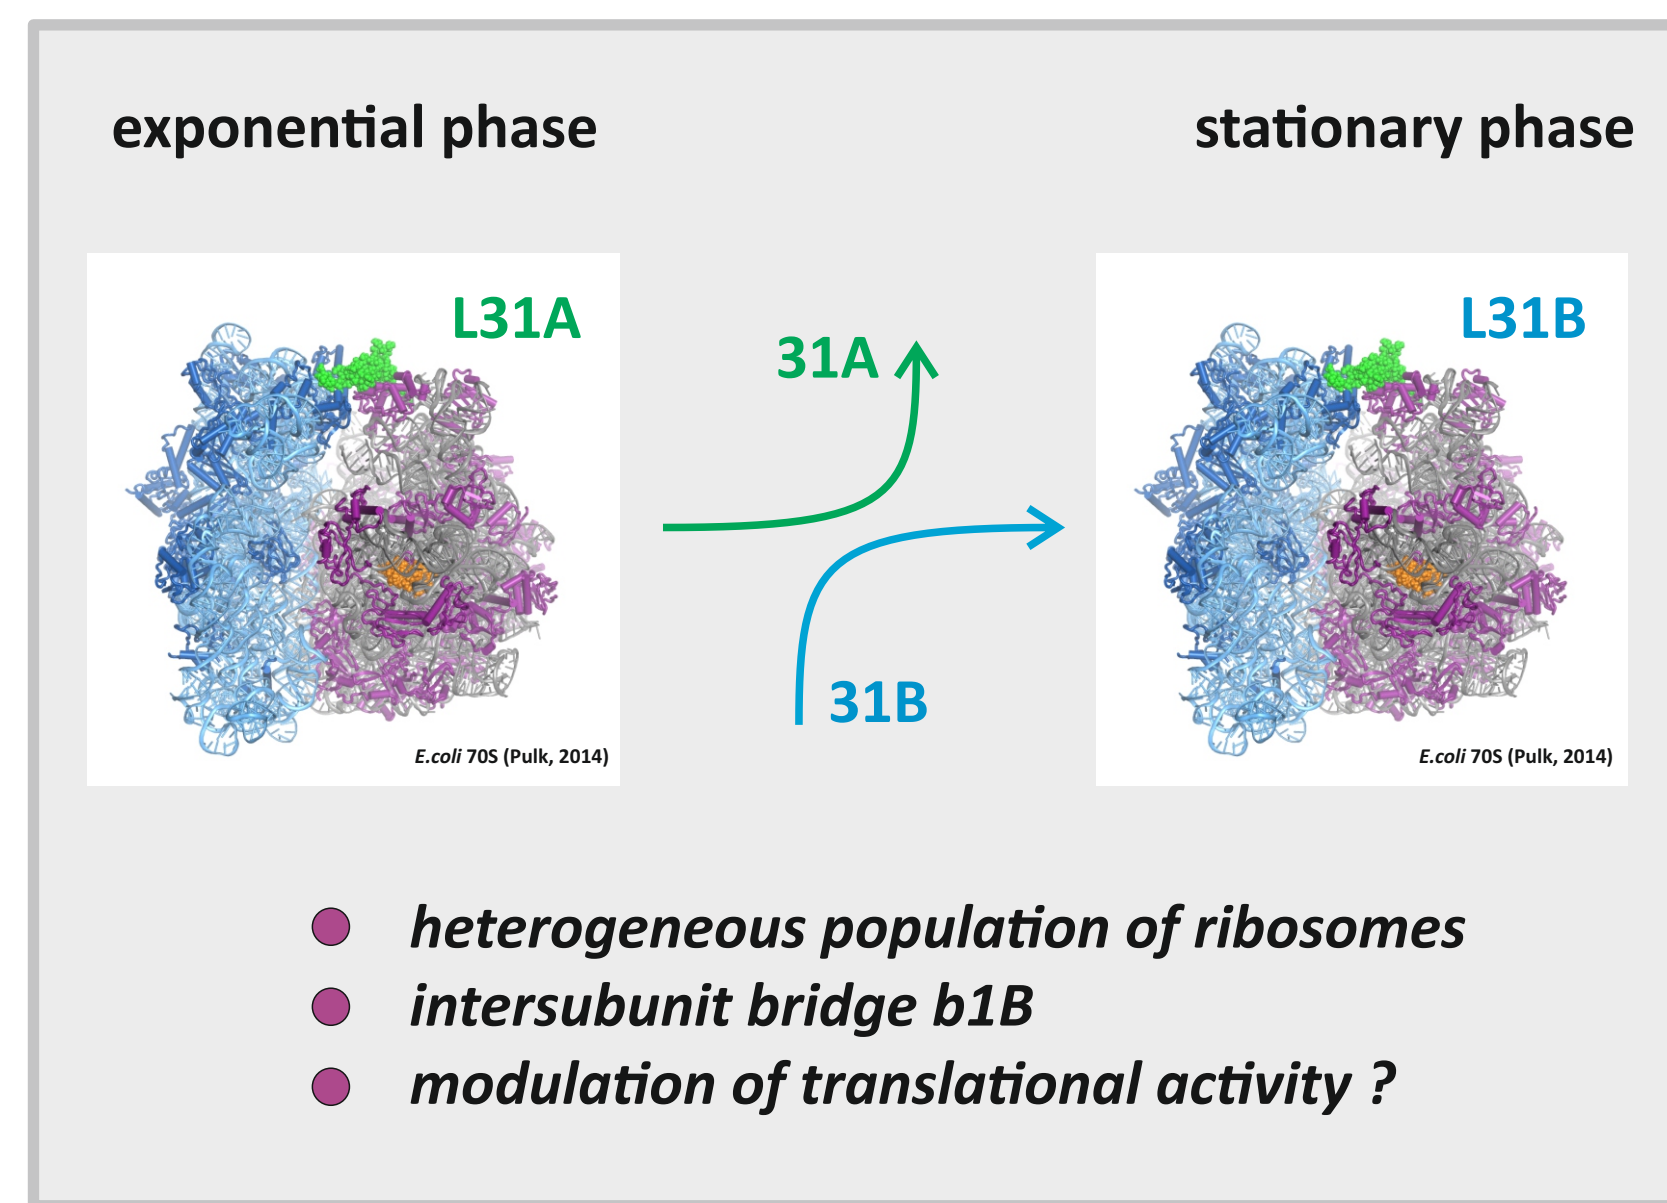 exponential phase
stationary phase
L31A
L31B
31A
31B
E.coli 70S (Pulk, 2014)
E.coli 70S (Pulk, 2014)
heterogeneous population of ribosomes
intersubunit bridge b1B
modulation of translational activity ?